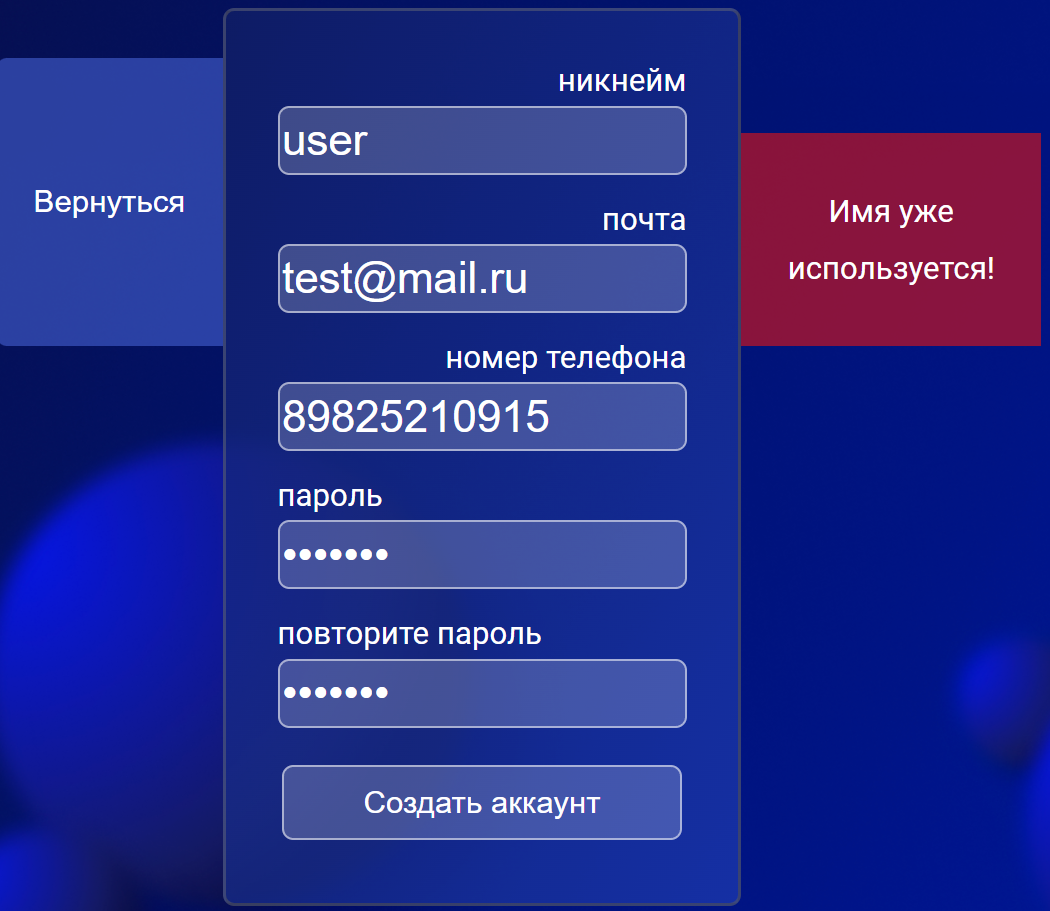 Вернуться
никнейм
user
почта
test@mail.ru
номер телефона
89825210915
пароль
•••••••
повторите пароль
•••••••
Создать аккаунт
Имя уже
используется!